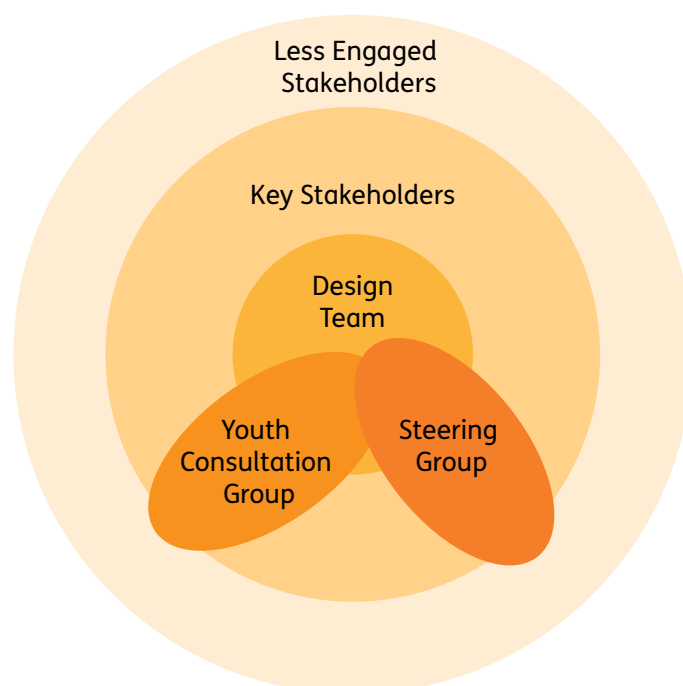 Less Engaged
Stakeholders
Key Stakeholders
Design
Team
Youth
Consultation
Group
Steering
Group